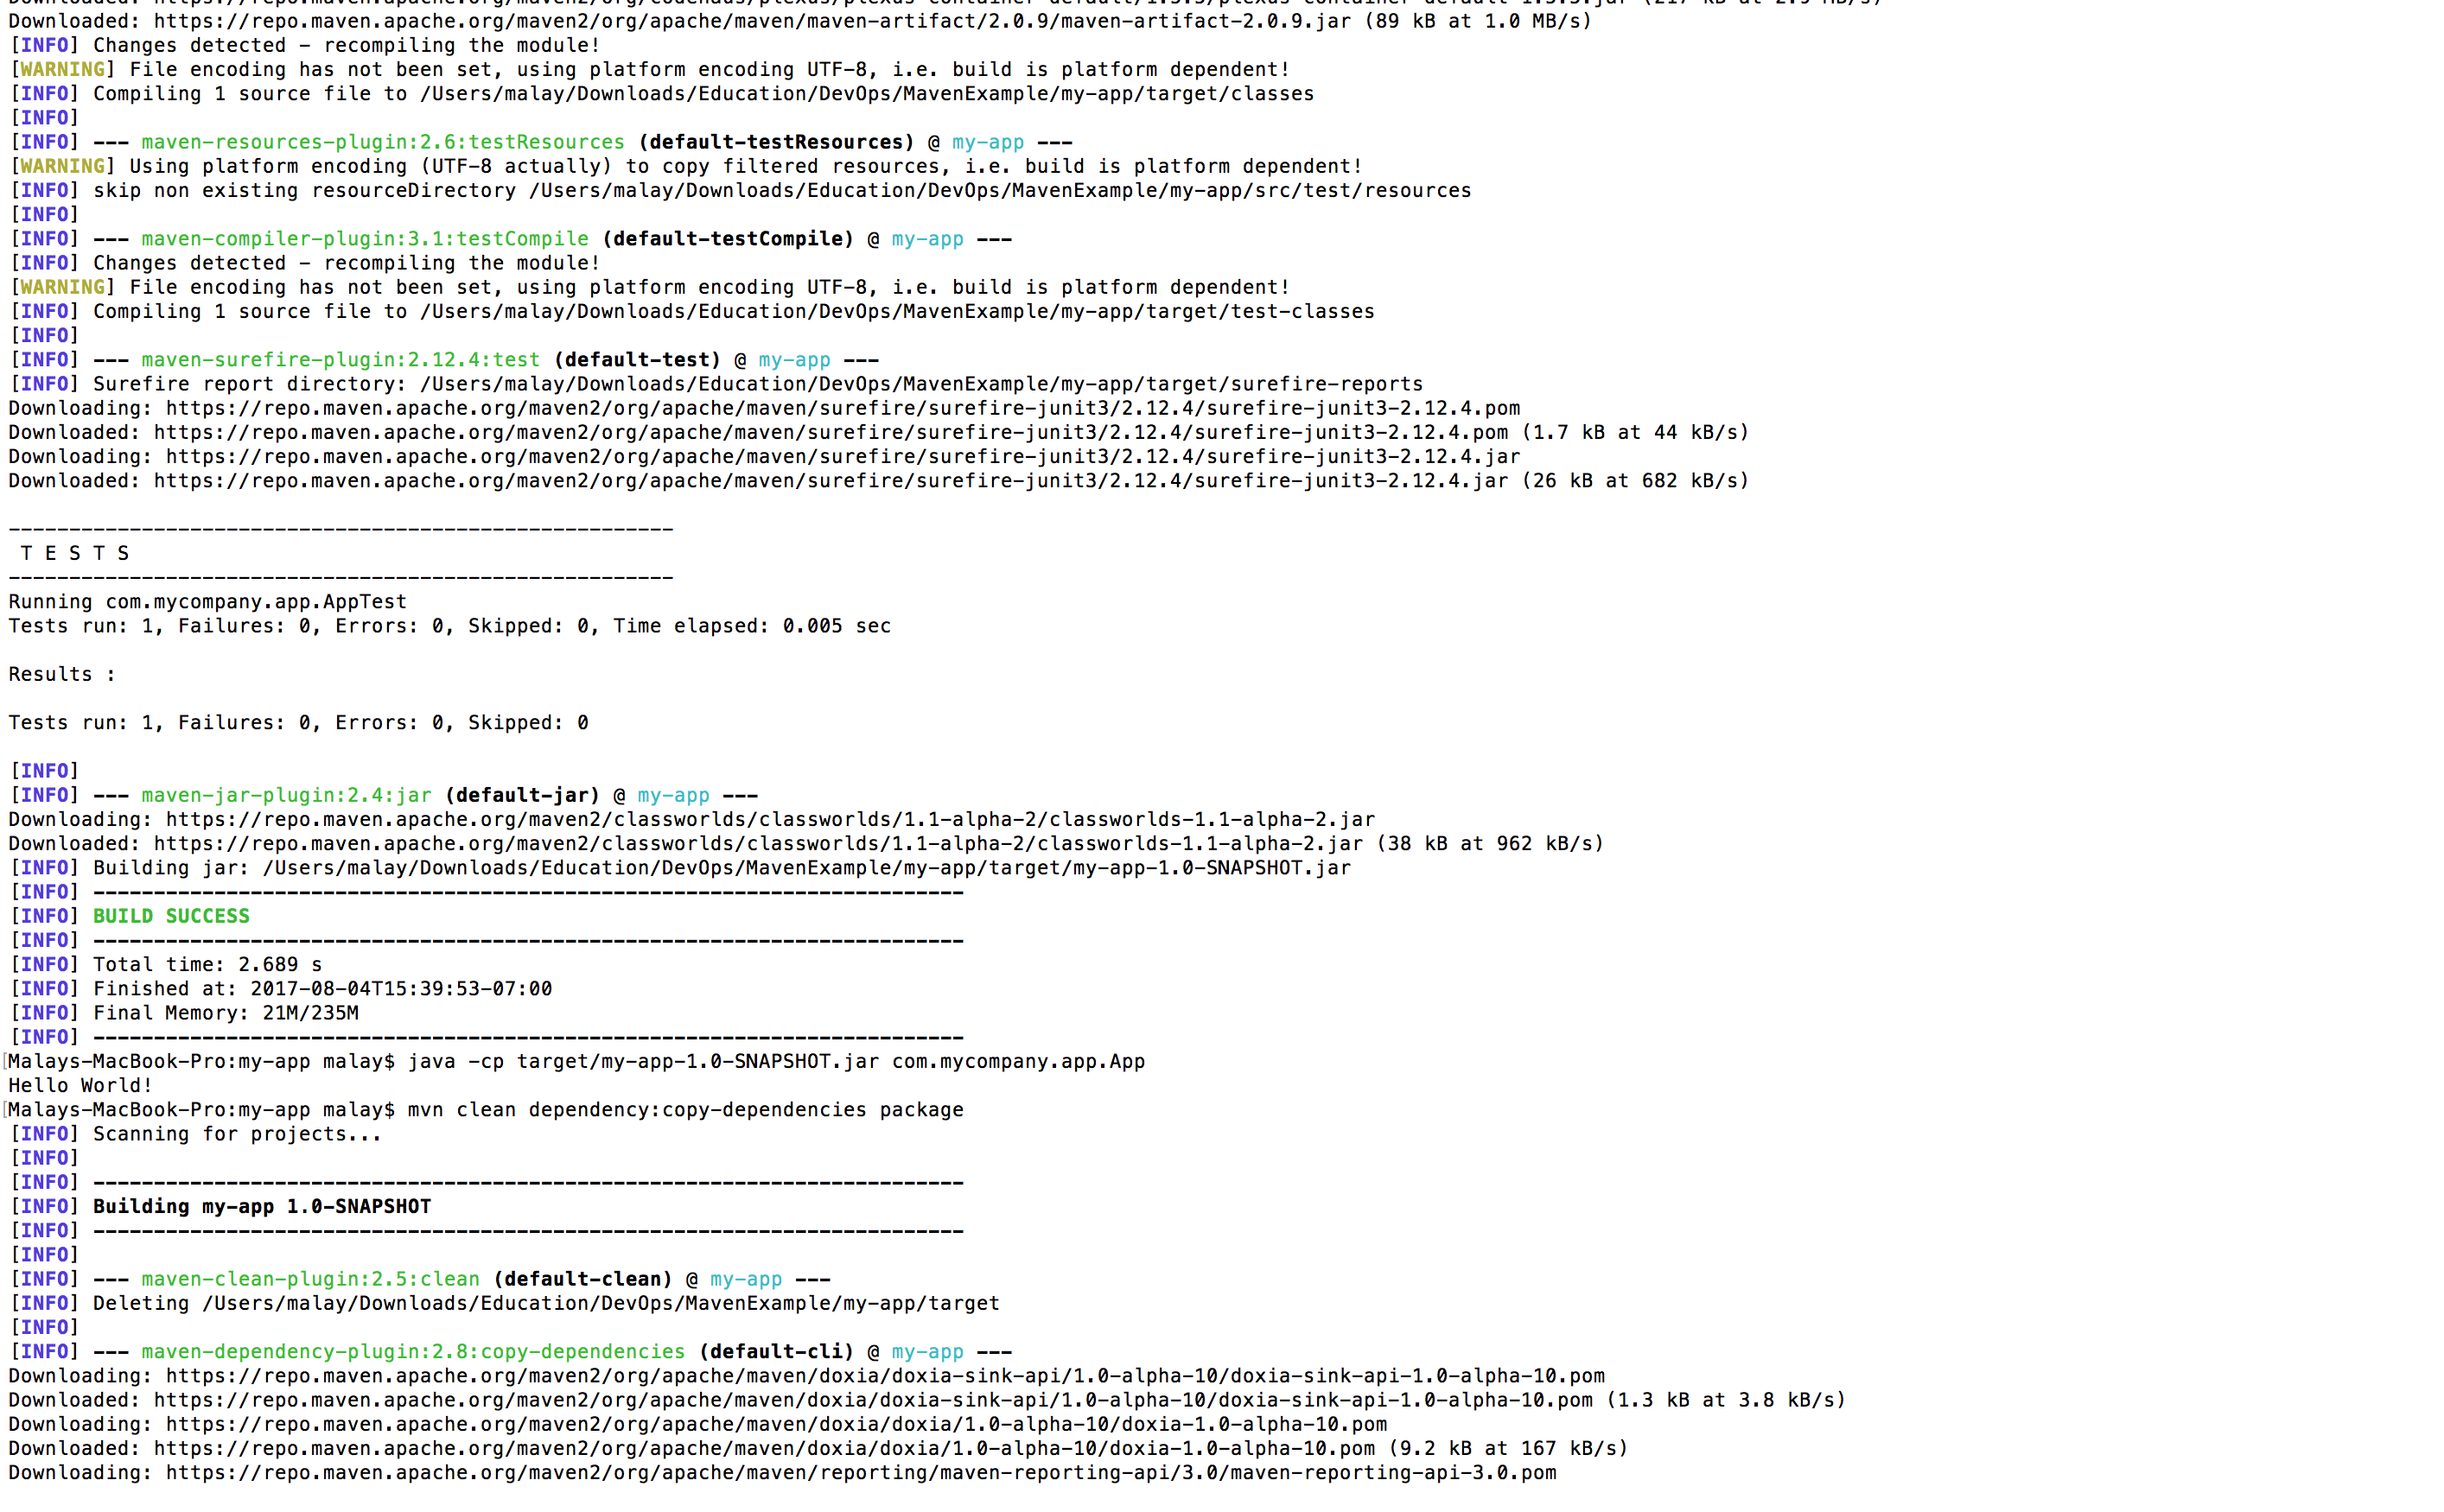 Downloaded: https://repo.maven.apache.org/maven2/org/codehaus/plexus/plexus-container-default/1.5.5/plexus-container-default-1.5.5.jar (217 kB at 2.9 MB/s)
Downloaded: https://repo.maven.apache.org/maven2/org/apache/maven/maven-artifact/2.0.9/maven-artifact-2.0.9.jar (89 kB at 1.0 MB/s)
[INFO] Changes detected - recompiling the module!
[WARNING] File encoding has not been set, using platform encoding UTF-8, i.e. build is platform dependent!
[INFO] Compiling 1 source file to /Users/malay/Downloads/Education/DevOps/MavenExample/my-app/target/classes
[INFO]
[INFO] --- maven-resources-plugin:2.6:testResources (default-testResources) @ my-app ---
[WARNING] Using platform encoding (UTF-8 actually) to copy filtered resources, i.e. build is platform dependent!
[INFO] skip non existing resourceDirectory /Users/malay/Downloads/Education/DevOps/MavenExample/my-app/src/test/resources
[INFO]
[INFO] --- maven-compiler-plugin:3.1:testCompile (default-testCompile) @ my-app ---
[INFO] Changes detected - recompiling the module!
[WARNING] File encoding has not been set, using platform encoding UTF-8, i.e. build is platform dependent!
[INFO] Compiling 1 source file to /Users/malay/Downloads/Education/DevOps/MavenExample/my-app/target/test-classes
[INFO]
[INFO] --- maven-surefire-plugin:2.12.4:test (default-test) @ my-app ---
[INFO] Surefire report directory: /Users/malay/Downloads/Education/DevOps/MavenExample/my-app/target/surefire-reports
Downloading: https://repo.maven.apache.org/maven2/org/apache/maven/surefire/surefire-junit3/2.12.4/surefire-junit3-2.12.4.pom
Downloaded: https://repo.maven.apache.org/maven2/org/apache/maven/surefire/surefire-junit3/2.12.4/surefire-junit3-2.12.4.pom (1.7 kB at 44 kB/s)
Downloading: https://repo.maven.apache.org/maven2/org/apache/maven/surefire/surefire-junit3/2.12.4/surefire-junit3-2.12.4.jar
Downloaded: https://repo.maven.apache.org/maven2/org/apache/maven/surefire/surefire-junit3/2.12.4/surefire-junit3-2.12.4.jar (26 kB at 682 kB/s)
-------------------------------------------------------
T E S T S
-------------------------------------------------------
Running com.mycompany.app.AppTest
Tests run: 1, Failures: 0, Errors: 0, Skipped: 0, Time elapsed: 0.005 sec
Results :
Tests run: 1, Failures: 0, Errors: 0, Skipped: 0
[INFO]
[INFO] --- maven-jar-plugin:2.4:jar (default-jar) @ my-app ---
Downloading: https://repo.maven.apache.org/maven2/classworlds/classworlds/1.1-alpha-2/classworlds-1.1-alpha-2.jar
Downloaded: https://repo.maven.apache.org/maven2/classworlds/classworlds/1.1-alpha-2/classworlds-1.1-alpha-2.jar (38 kB at 962 kB/s)
[INFO] Building jar: /Users/malay/Downloads/Education/DevOps/MavenExample/my-app/target/my-app-1.0-SNAPSHOT.jar
[INFO] ------------------------------------------------------------------------
[INFO] BUILD SUCCESS
[INFO] ------------------------------------------------------------------------
[INFO] Total time: 2.689 s
[INFO] Finished at: 2017-08-04T15:39:53-07:00
[INFO] Final Memory: 21M/235M
[INFO] ------------------------------------------------------------------------
[Malays-MacBook-Pro:my-app malay$ java -cp target/my-app-1.0-SNAPSHOT.jar com.mycompany.app.App
Hello World!
[Malays-MacBook-Pro:my-app malay$ mvn clean dependency:copy-dependencies package
[INFO] Scanning for projects...
[INFO]
[INFO] ------------------------------------------------------------------------
[INFO] Building my-app 1.0-SNAPSHOT
[INFO] ------------------------------------------------------------------------
[INFO]
[INFO] --- maven-clean-plugin:2.5:clean (default-clean) @ my-app ---
[INFO] Deleting /Users/malay/Downloads/Education/DevOps/MavenExample/my-app/target
[INFO]
[INFO] --- maven-dependency-plugin:2.8:copy-dependencies (default-cli) @ my-app ---
Downloading: https://repo.maven.apache.org/maven2/org/apache/maven/doxia/doxia-sink-api/1.0-alpha-10/doxia-sink-api-1.0-alpha-10.pom
Downloaded: https://repo.maven.apache.org/maven2/org/apache/maven/doxia/doxia-sink-api/1.0-alpha-10/doxia-sink-api-1.0-alpha-10.pom (1.3 kB at 3.8 kB/s)
Downloading: https://repo.maven.apache.org/maven2/org/apache/maven/doxia/doxia/1.0-alpha-10/doxia-1.0-alpha-10.pom
Downloaded: https://repo.maven.apache.org/maven2/org/apache/maven/doxia/doxia/1.0-alpha-10/doxia-1.0-alpha-10.pom (9.2 kB at 167 kB/s)
Downloading: https://repo.maven.apache.org/maven2/org/apache/maven/reporting/maven-reporting-api/3.0/maven-reporting-api-3.0.pom